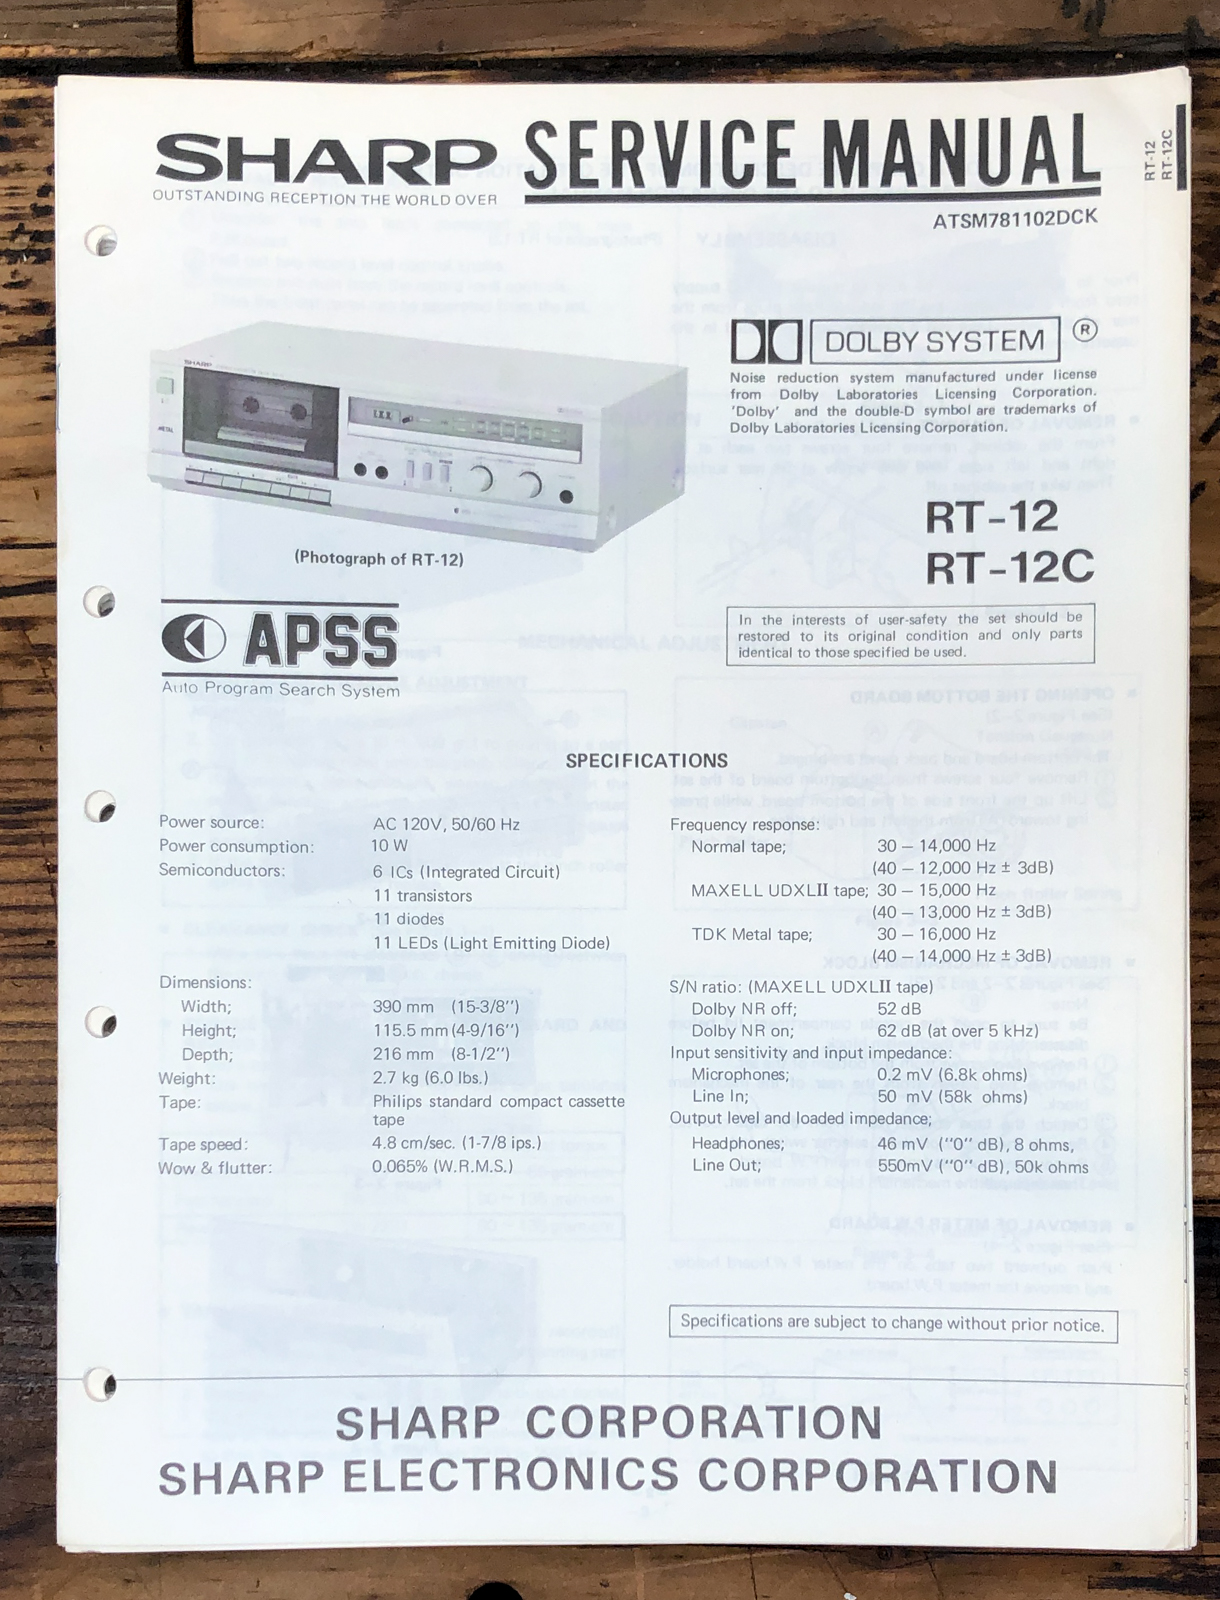 SHARP SERVICE MANUAL
OUTSTANDING RECEPTION THE WORLD OVER
RT-12
RT-12C
ATSM781102DCK
SHARP
METAL
(Photograph of RT-12)
DOLBY SYSTEM ®
Noise reduction system manufactured under license
from Dolby Laboratories Licensing Corporation.
'Dolby' and the double-D symbol are trademarks of
Dolby Laboratories Licensing Corporation.
RT-12
RT-12C
APSS
Auto Program Search System
In the interests of user-safety the set should be
restored to its original condition and only parts
identical to those specified be used.
SPECIFICATIONS
Power source: AC 120V, 50/60 Hz
Power consumption: 10 W
Semiconductors: 6 ICs (Integrated Circuit)
11 transistors
11 diodes
11 LEDs (Light Emitting Diode)
Dimensions:
Width; 390 mm (15-3/8")
Height; 115.5 mm (4-9/16")
Depth; 216 mm (8-1/2")
Weight: 2.7 kg (6.0 lbs.)
Tape: Philips standard compact cassette
tape
Tape speed: 4.8 cm/sec. (1-7/8 ips.)
Wow & flutter: 0.065% (W.R.M.S.)
Frequency response:
Normal tape; 30 – 14,000 Hz
(40 – 12,000 Hz ± 3dB)
MAXELL UDXLII tape; 30 – 15,000 Hz
(40 – 13,000 Hz ± 3dB)
TDK Metal tape; 30 – 16,000 Hz
(40 – 14,000 Hz ± 3dB)
S/N ratio: (MAXELL UDXLII tape)
Dolby NR off; 52 dB
Dolby NR on; 62 dB (at over 5 kHz)
Input sensitivity and input impedance:
Microphones; 0.2 mV (6.8k ohms)
Line In; 50 mV (58k ohms)
Output level and loaded impedance;
Headphones; 46 mV ("0" dB), 8 ohms,
Line Out; 550mV ("0" dB), 50k ohms
Specifications are subject to change without prior notice.
SHARP CORPORATION
SHARP ELECTRONICS CORPORATION